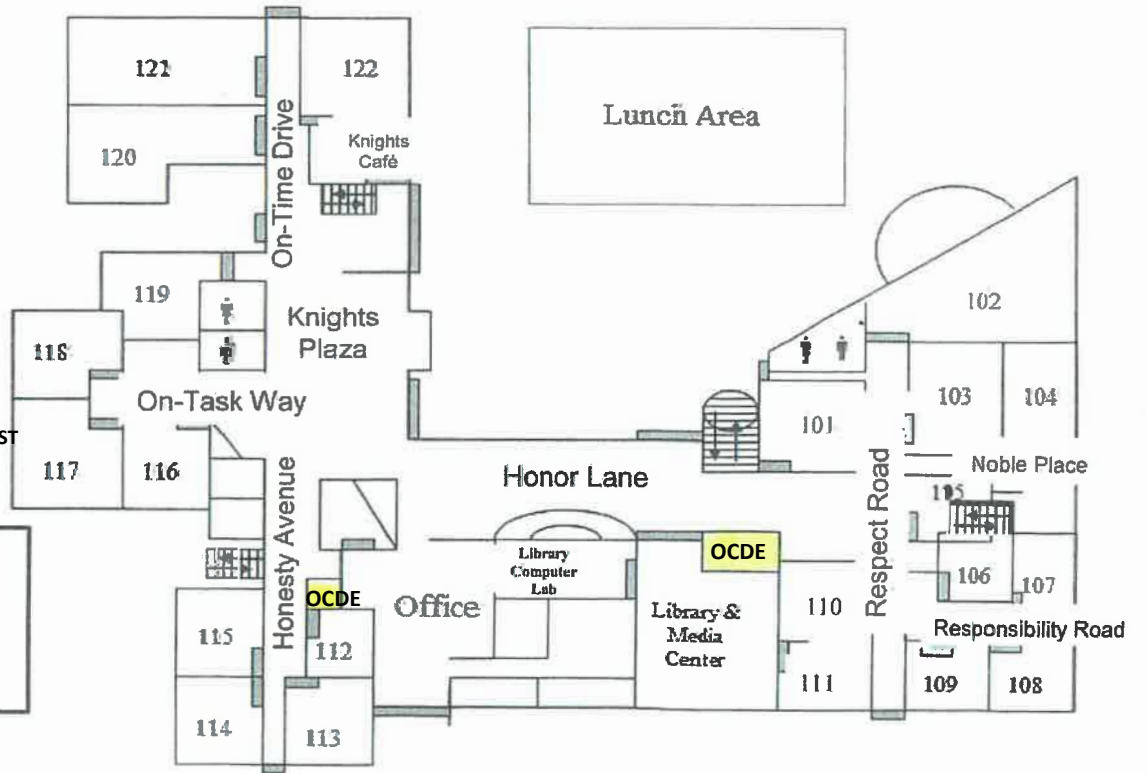 121
122
Lunch Area
120
Knights
Café
On-Time Drive
119
102
Knights
Plaza
118
On-Task Way
103
104
101
ST
117
116
Honor Lane
Noble Place
105
Respect Road
Honesty Avenue
OCDE
Library
Computer
Lab
106
107
OCDE
Office
110
Library &
Media
Center
115
112
Responsibility Road
111
109
108
114
113